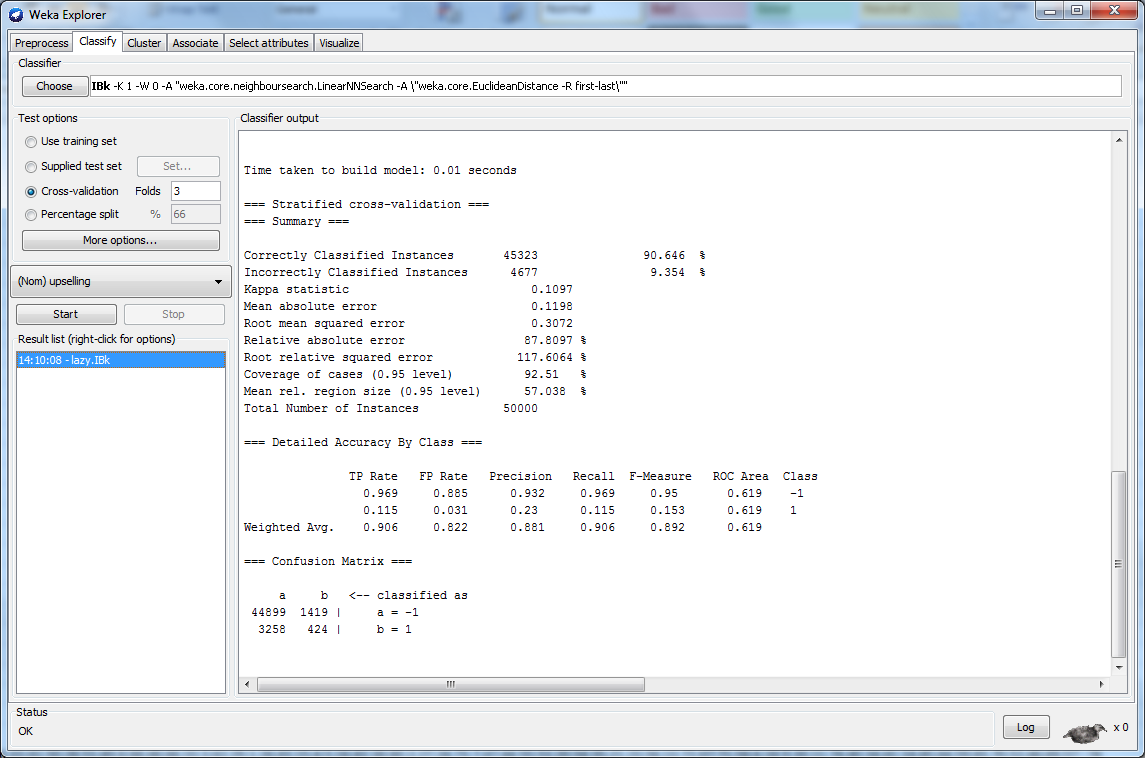 Weka Explorer
Preprocess Classify Cluster Associate Select attributes Visualize
Classifier
Choose IBk -K 1 -W 0 -A "weka.core.neighboursearch.LinearNNSearch -A \"weka.core.EuclideanDistance -R first-last\""
Test options
Use training set
Supplied test set Set...
Cross-validation Folds 3
Percentage split % 66
More options...
(Nom) upselling
Start Stop
Result list (right-click for options)
14:10:08 - lazy.IBk
Classifier output
Time taken to build model: 0.01 seconds
=== Stratified cross-validation ===
=== Summary ===
Correctly Classified Instances 45323 90.646 %
Incorrectly Classified Instances 4677 9.354 %
Kappa statistic 0.1097
Mean absolute error 0.1198
Root mean squared error 0.3072
Relative absolute error 87.8097 %
Root relative squared error 117.6064 %
Coverage of cases (0.95 level) 92.51 %
Mean rel. region size (0.95 level) 57.038 %
Total Number of Instances 50000
=== Detailed Accuracy By Class ===
TP Rate FP Rate Precision Recall F-Measure ROC Area Class
0.969 0.885 0.932 0.969 0.95 0.619 -1
0.115 0.031 0.23 0.115 0.153 0.619 1
Weighted Avg. 0.906 0.822 0.881 0.906 0.892 0.619
=== Confusion Matrix ===
a b <-- classified as
44899 1419 | a = -1
3258 424 | b = 1
Status
OK
Log x 0